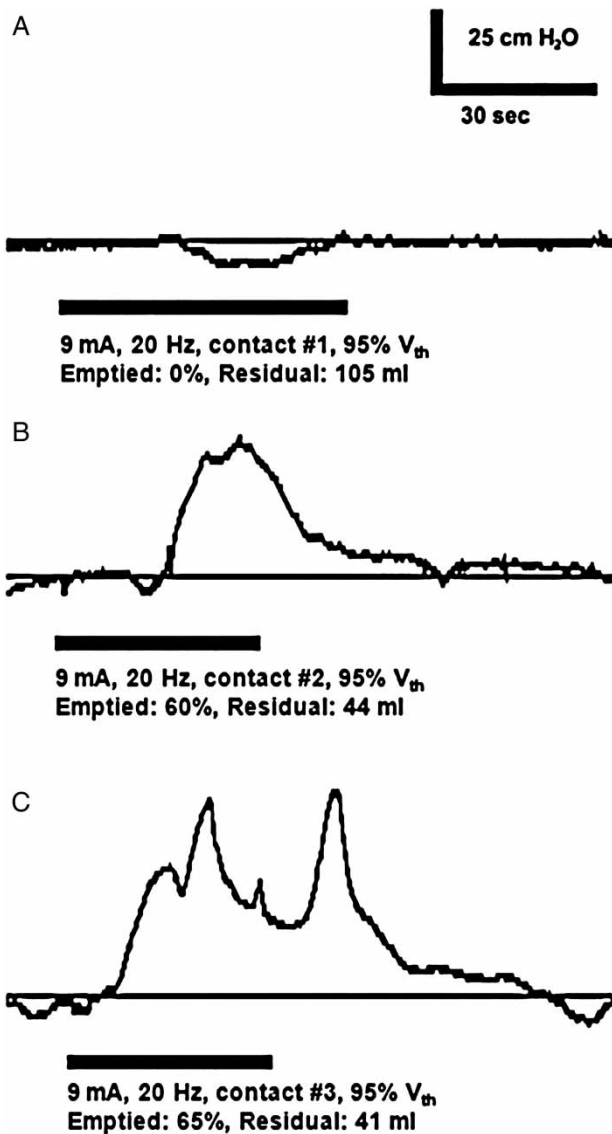 A
25 cm H₂O
30 sec
9 mA, 20 Hz, contact #1, 95% Vₜₕ
Emptied: 0%, Residual: 105 ml
B
9 mA, 20 Hz, contact #2, 95% Vₜₕ
Emptied: 60%, Residual: 44 ml
C
9 mA, 20 Hz, contact #3, 95% Vₜₕ
Emptied: 65%, Residual: 41 ml